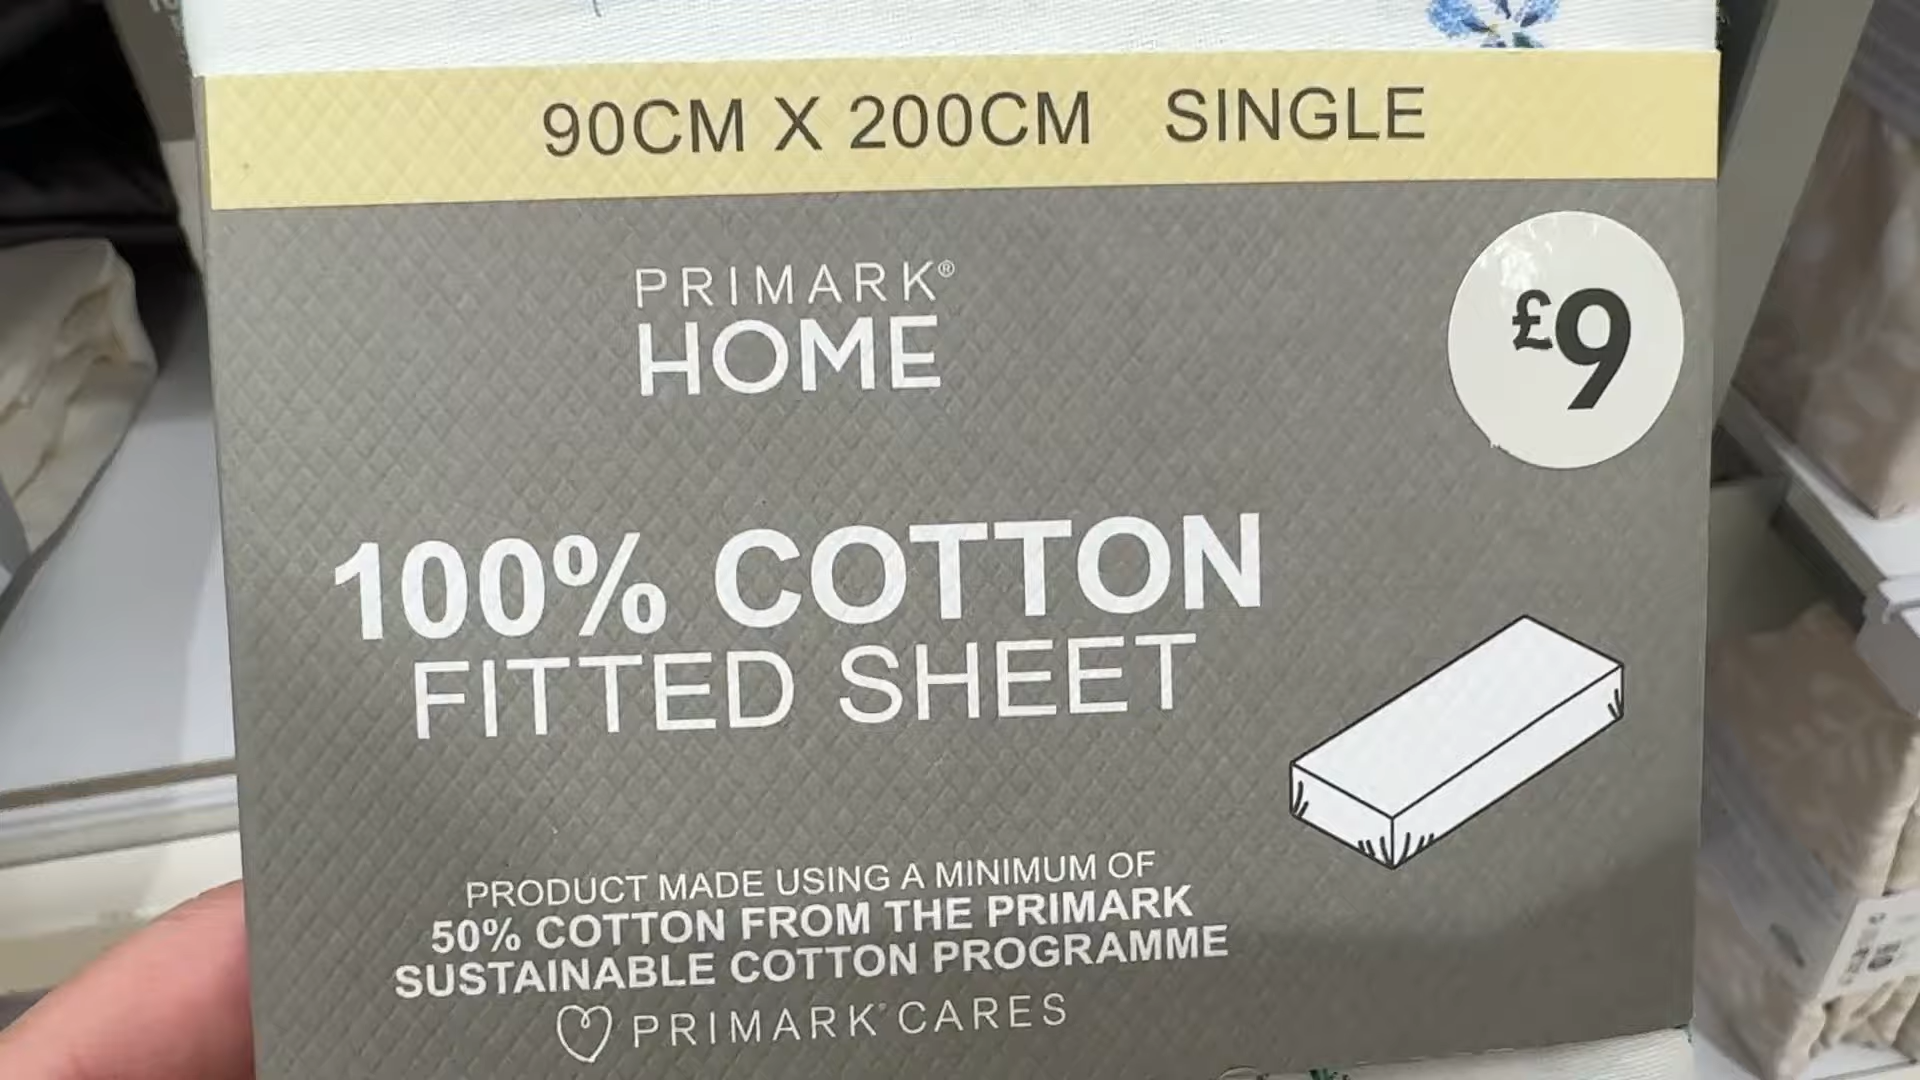 90CM X 200CM SINGLE
PRIMARK®
HOME
£9
100% COTTON
FITTED SHEET
PRODUCT MADE USING A MINIMUM OF
50% COTTON FROM THE PRIMARK
SUSTAINABLE COTTON PROGRAMME
PRIMARK® CARES